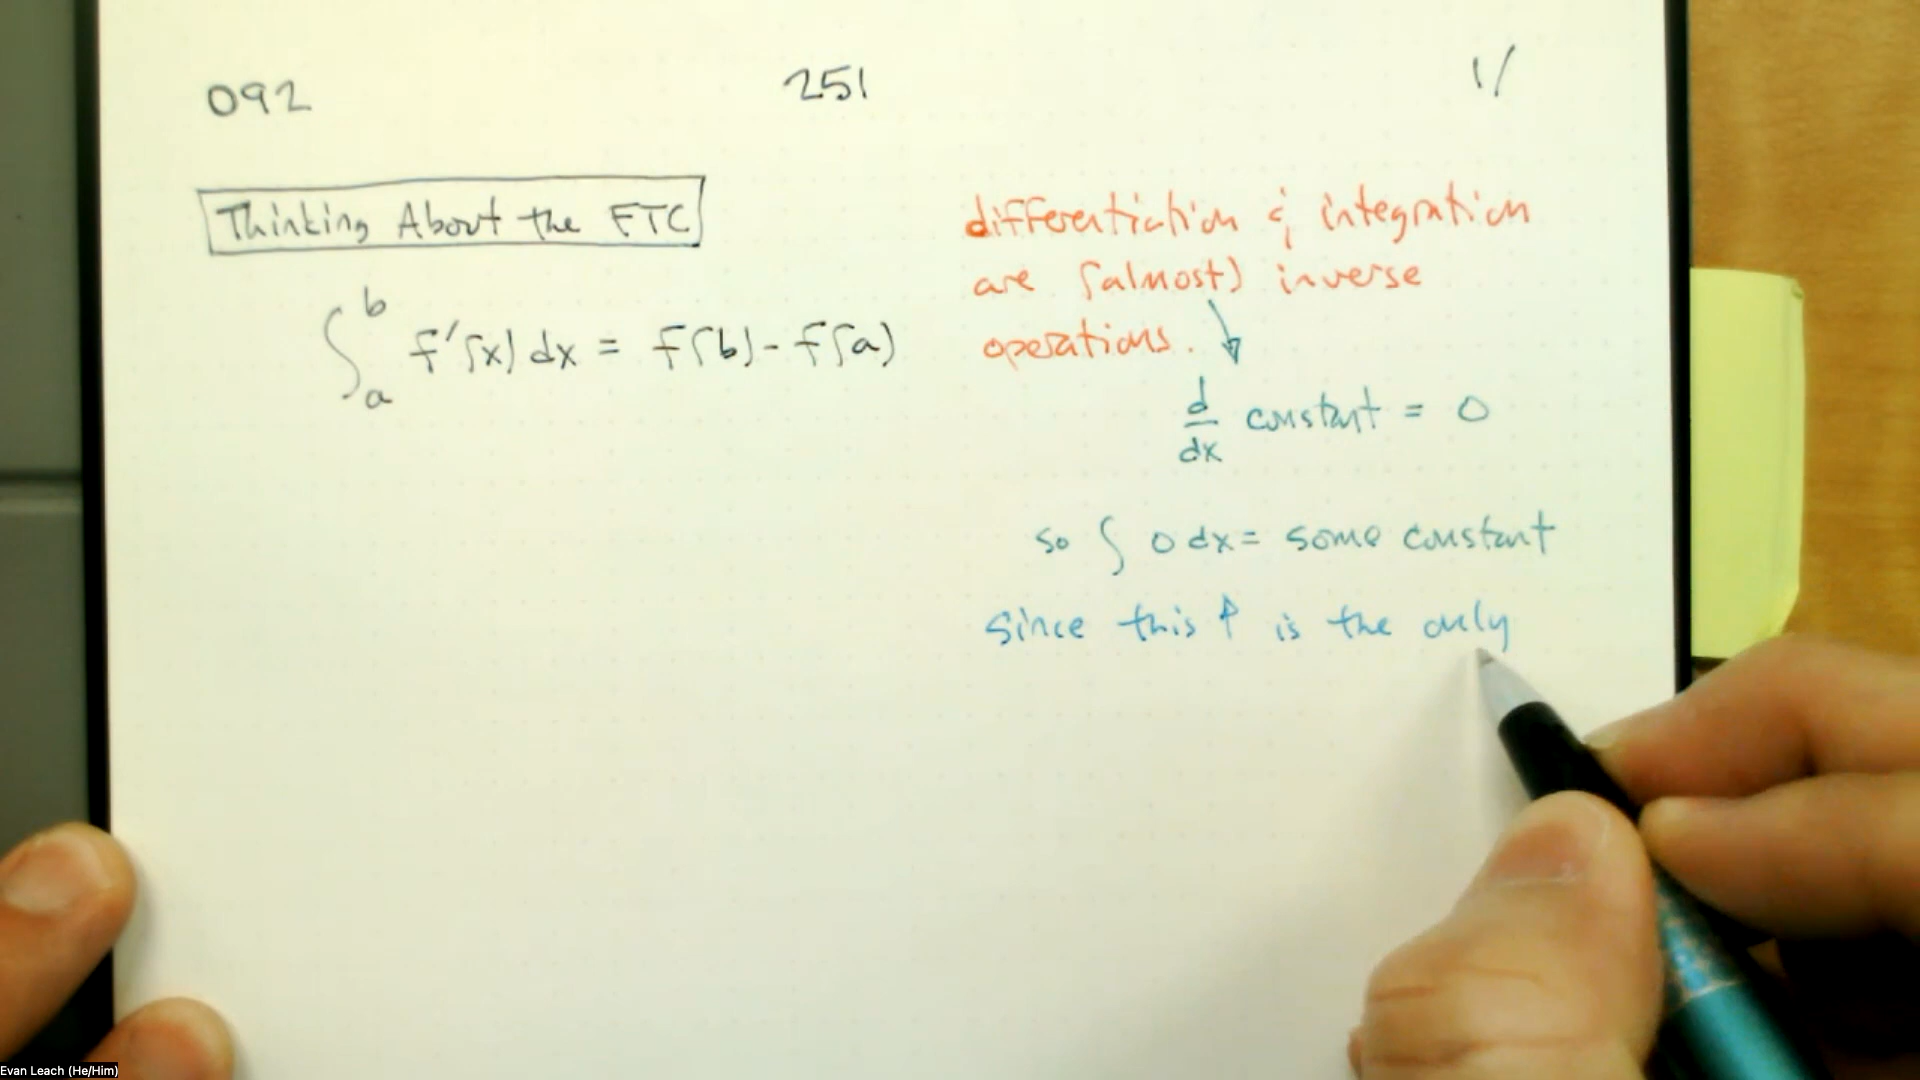 092 251 1/
Thinking About the FTC
∫_a^b f'(x) dx = f(b) - f(a)
differentiation & integration
are (almost) inverse
operations.
d/dx constant = 0
so ∫ 0 dx = some constant
since this ↑ is the only
Evan Leach (He/Him)